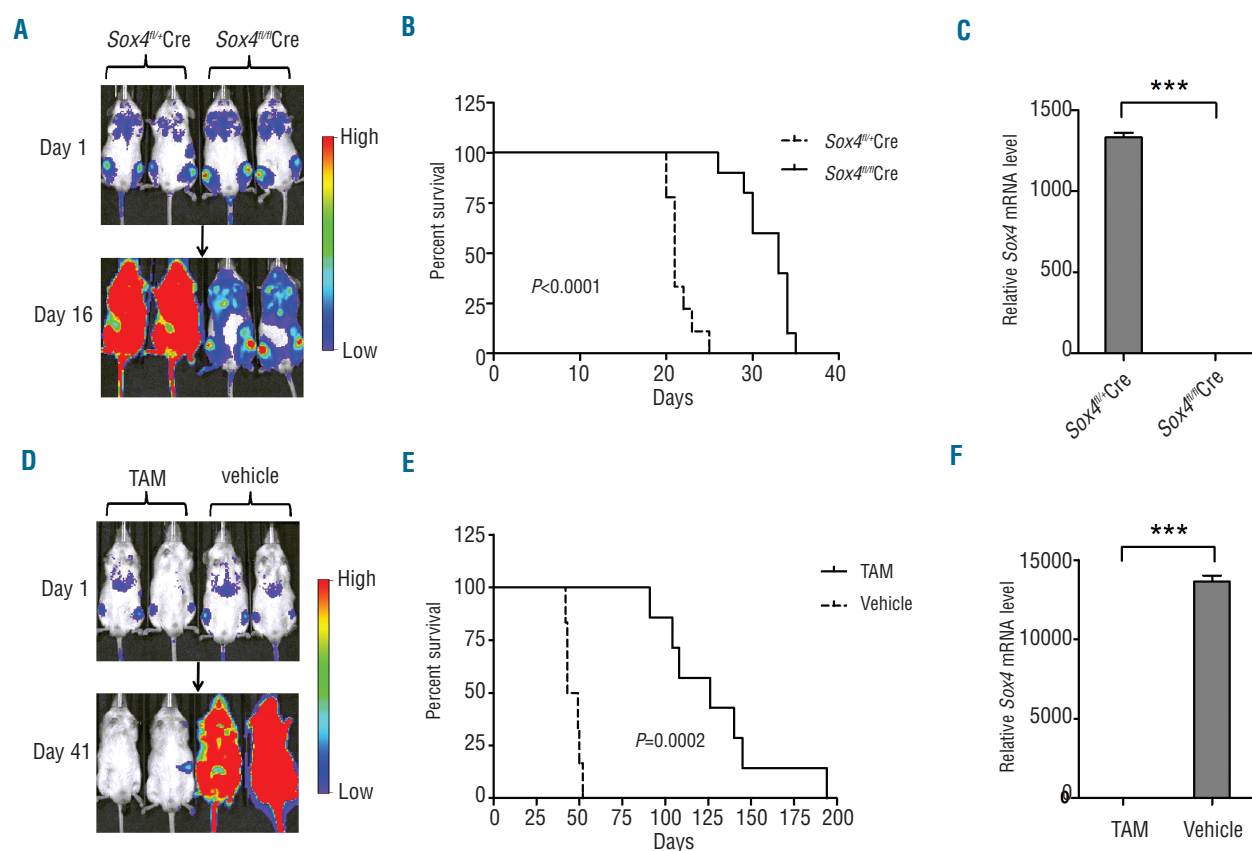 A
Sox4fl/+Cre Sox4fl/flCre
Day 1
Day 16
High
Low
B
Percent survival
125
100
75
50
25
0
0 10 20 30 40
Days
P<0.0001
Sox4fl/+Cre
Sox4fl/flCre
C
Relative Sox4 mRNA level
1500
1000
500
0
***
Sox4fl/+Cre
Sox4fl/flCre
D
TAM vehicle
Day 1
Day 41
High
Low
E
Percent survival
125
100
75
50
25
0
0 25 50 75 100 125 150 175 200
Days
P=0.0002
TAM
Vehicle
F
Relative Sox4 mRNA level
15000
10000
5000
0
***
TAM Vehicle